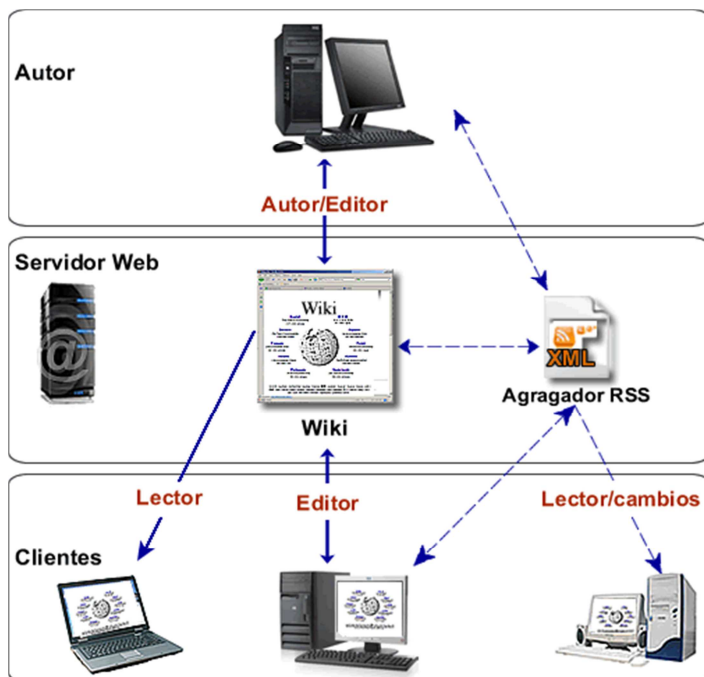 Autor
Autor/Editor
Servidor Web
@
Wiki
XML
Agragador RSS
Wiki
Lector
Editor
Lector/cambios
Clientes